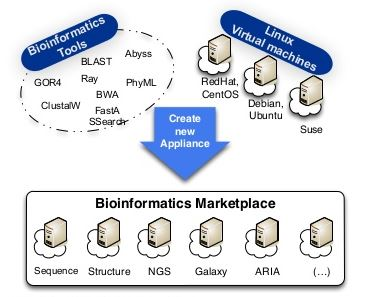 Bioinformatics
Tools
Abyss
BLAST
GOR4
Ray
PhyML
BWA
ClustalW
FastA
SSearch
Linux
Virtual machines
RedHat,
CentOS
Debian,
Ubuntu
Suse
Create
new
Appliance
Bioinformatics Marketplace
Sequence Structure NGS Galaxy ARIA (...)